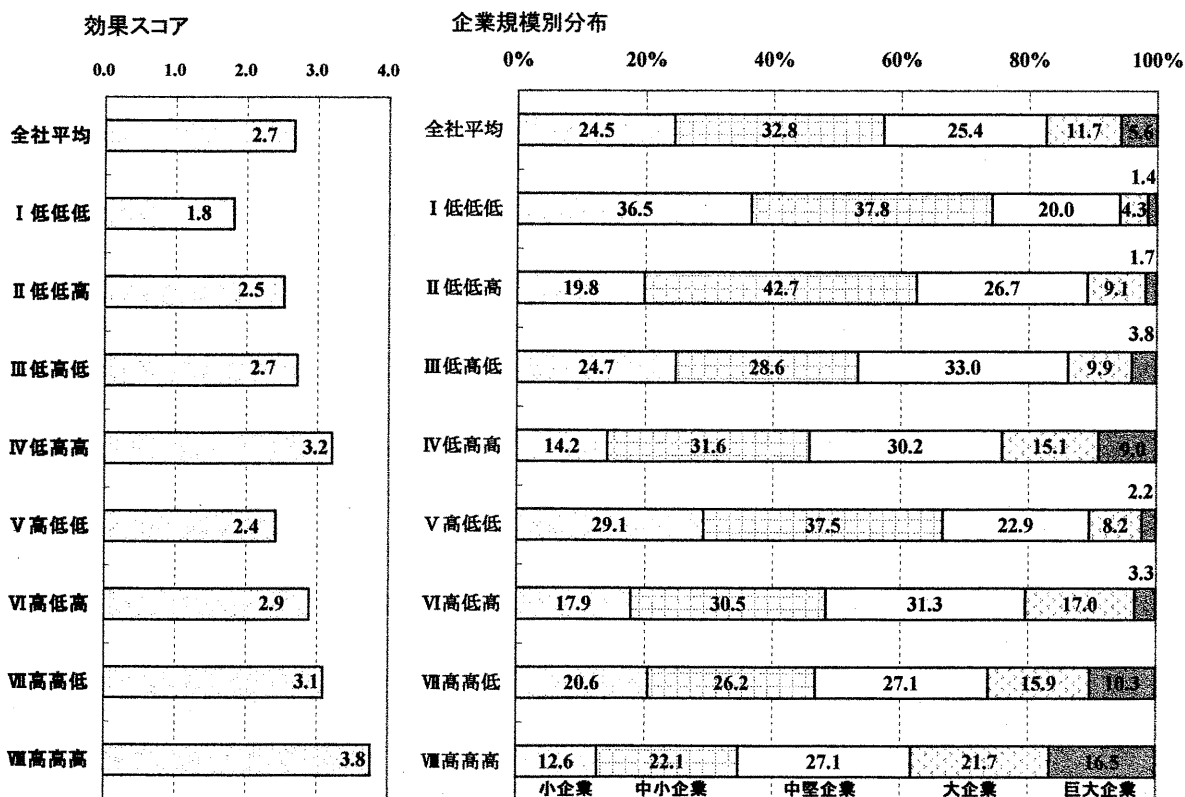 効果スコア
企業規模別分布
0.0 1.0 2.0 3.0 4.0
0% 20% 40% 60% 80% 100%
全社平均 2.7
全社平均 24.5 32.8 25.4 11.7 5.6
1.4
Ⅰ低低低 1.8
Ⅰ低低低 36.5 37.8 20.0 4.3
1.7
Ⅱ低低高 2.5
Ⅱ低低高 19.8 42.7 26.7 9.1
3.8
Ⅲ低高低 2.7
Ⅲ低高低 24.7 28.6 33.0 9.9
Ⅳ低高高 3.2
Ⅳ低高高 14.2 31.6 30.2 15.1 9.0
2.2
Ⅴ高低低 2.4
Ⅴ高低低 29.1 37.5 22.9 8.2
3.3
Ⅵ高低高 2.9
Ⅵ高低高 17.9 30.5 31.3 17.0
Ⅶ高高低 3.1
Ⅶ高高低 20.6 26.2 27.1 15.9 10.3
Ⅷ高高高 3.8
Ⅷ高高高 12.6 22.1 27.1 21.7 16.5
小企業 中小企業 中堅企業 大企業 巨大企業